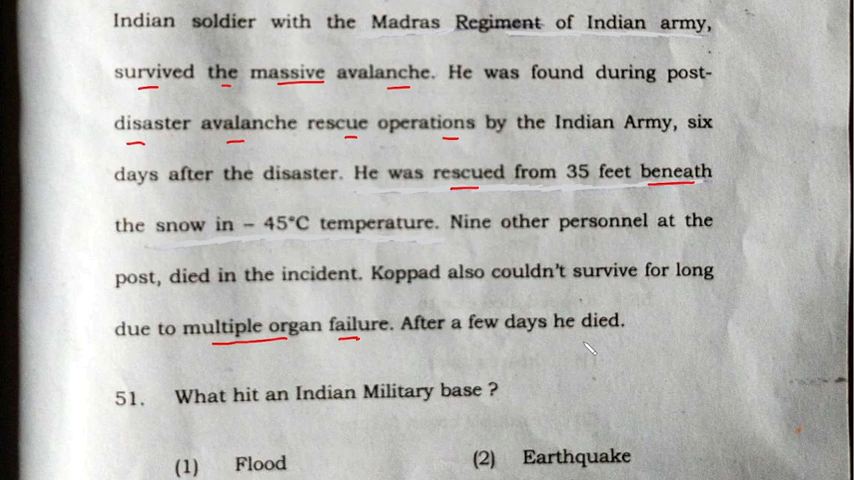 Indian soldier with the Madras Regiment of Indian army,
survived the massive avalanche. He was found during post-
disaster avalanche rescue operations by the Indian Army, six
days after the disaster. He was rescued from 35 feet beneath
the snow in – 45°C temperature. Nine other personnel at the
post, died in the incident. Koppad also couldn't survive for long
due to multiple organ failure. After a few days he died.
51. What hit an Indian Military base ?
(1) Flood (2) Earthquake